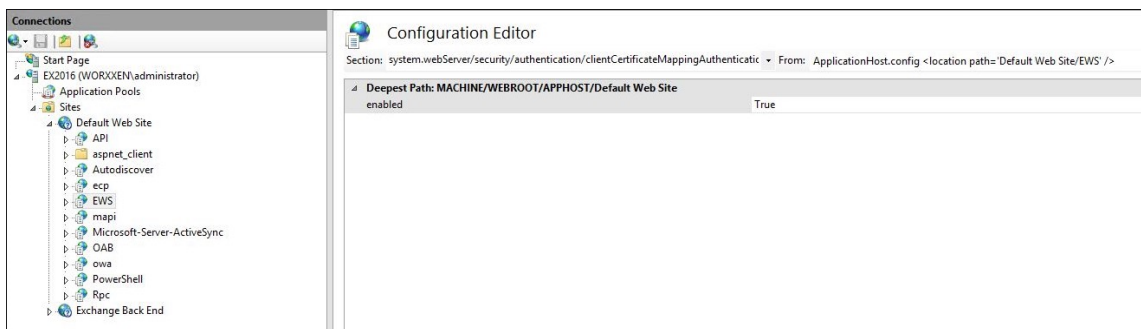 Connections
Start Page
EX2016 (WORXXEN\administrator)
Application Pools
Sites
Default Web Site
API
aspnet_client
Autodiscover
ecp
EWS
mapi
Microsoft-Server-ActiveSync
OAB
owa
PowerShell
Rpc
Exchange Back End
Configuration Editor
Section: system.webServer/security/authentication/clientCertificateMappingAuthenticatic From: ApplicationHost.config <location path='Default Web Site/EWS' />
Deepest Path: MACHINE/WEBROOT/APPHOST/Default Web Site
enabled True